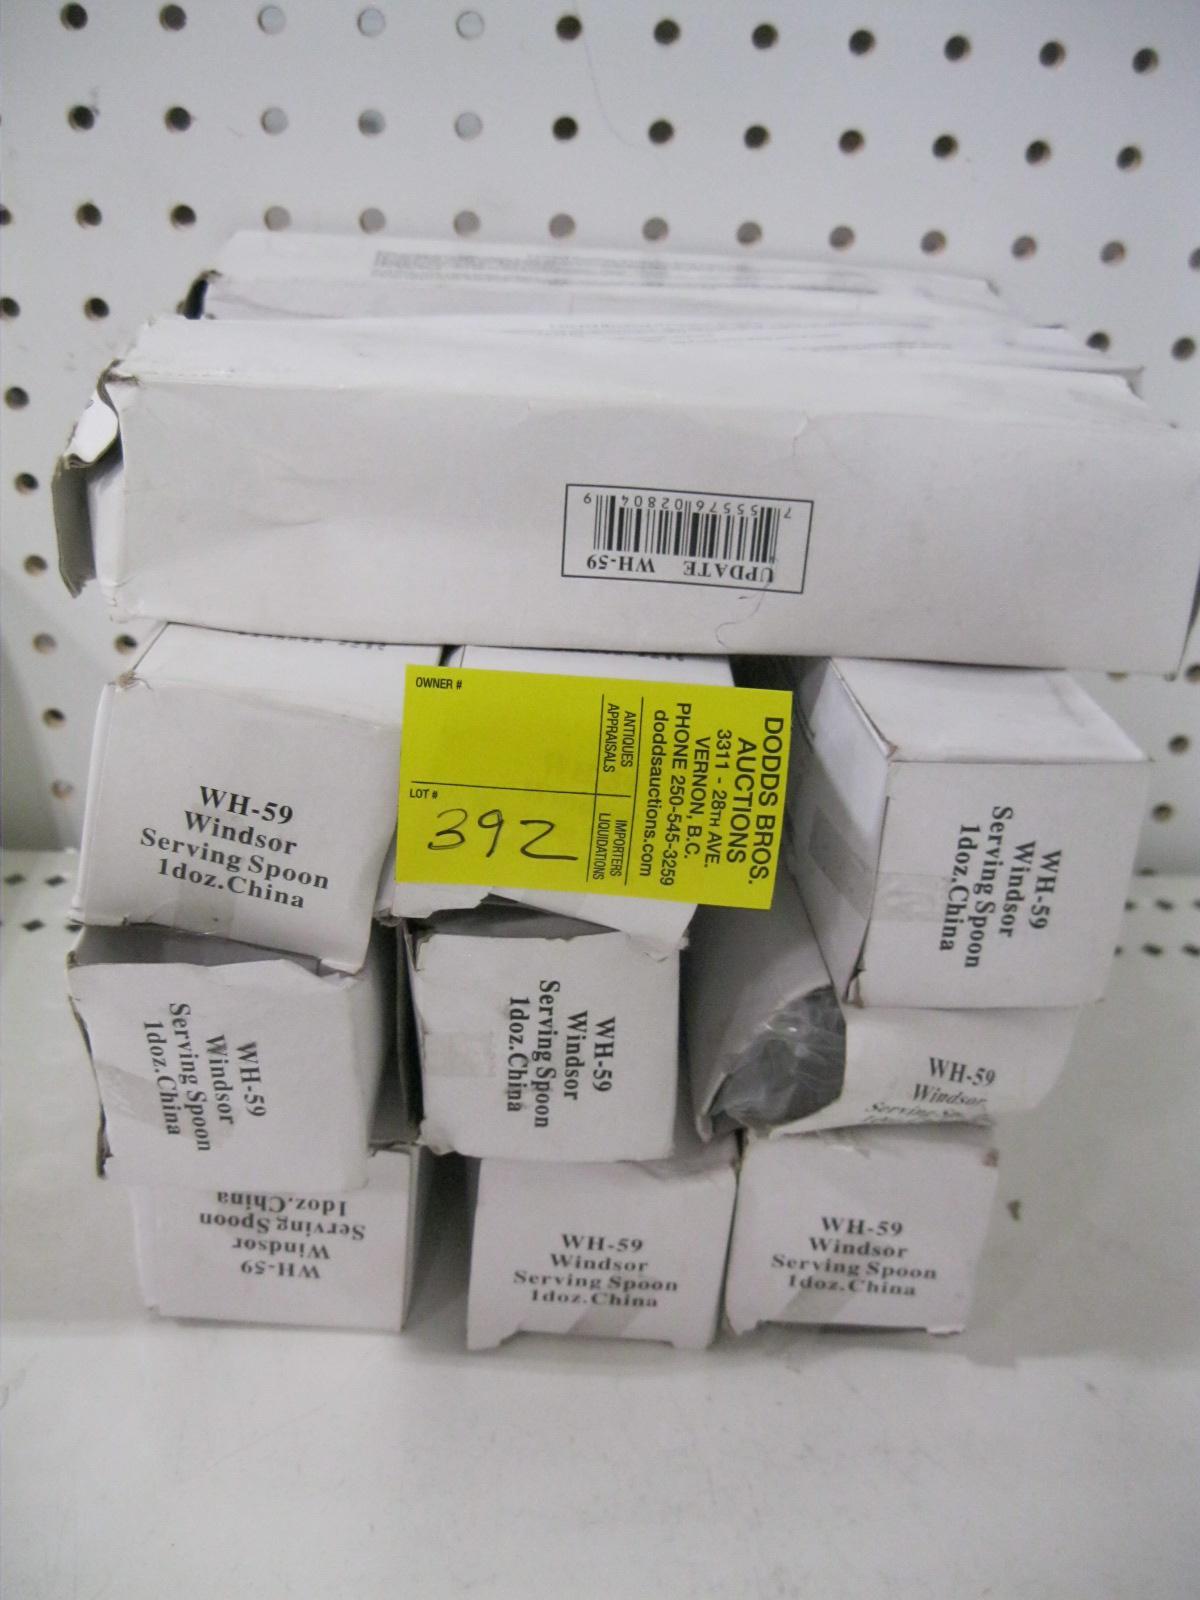 7 55576 02804 9
UPDATE WH-59
OWNER #
LOT #
392
DODDS BROS.
AUCTIONS
3311 - 28TH AVE.
VERNON, B.C.
PHONE 250-545-3259
doddsauctions.com
ANTIQUES
APPRAISALS
IMPORTERS
LIQUIDATIONS
WH-59
Windsor
Serving Spoon
1doz.China
WH-59
Windsor
Serving Spoon
1doz.China
WH-59
Windsor
Serving Spoon
1doz.China
WH-59
Windsor
Serving Spoon
1doz.China
WH-59
Windsor
Serving
WH-59
Windsor
Serving Spoon
1doz.China
WH-59
Windsor
Serving Spoon
1doz.China
WH-59
Windsor
Serving Spoon
1doz.China